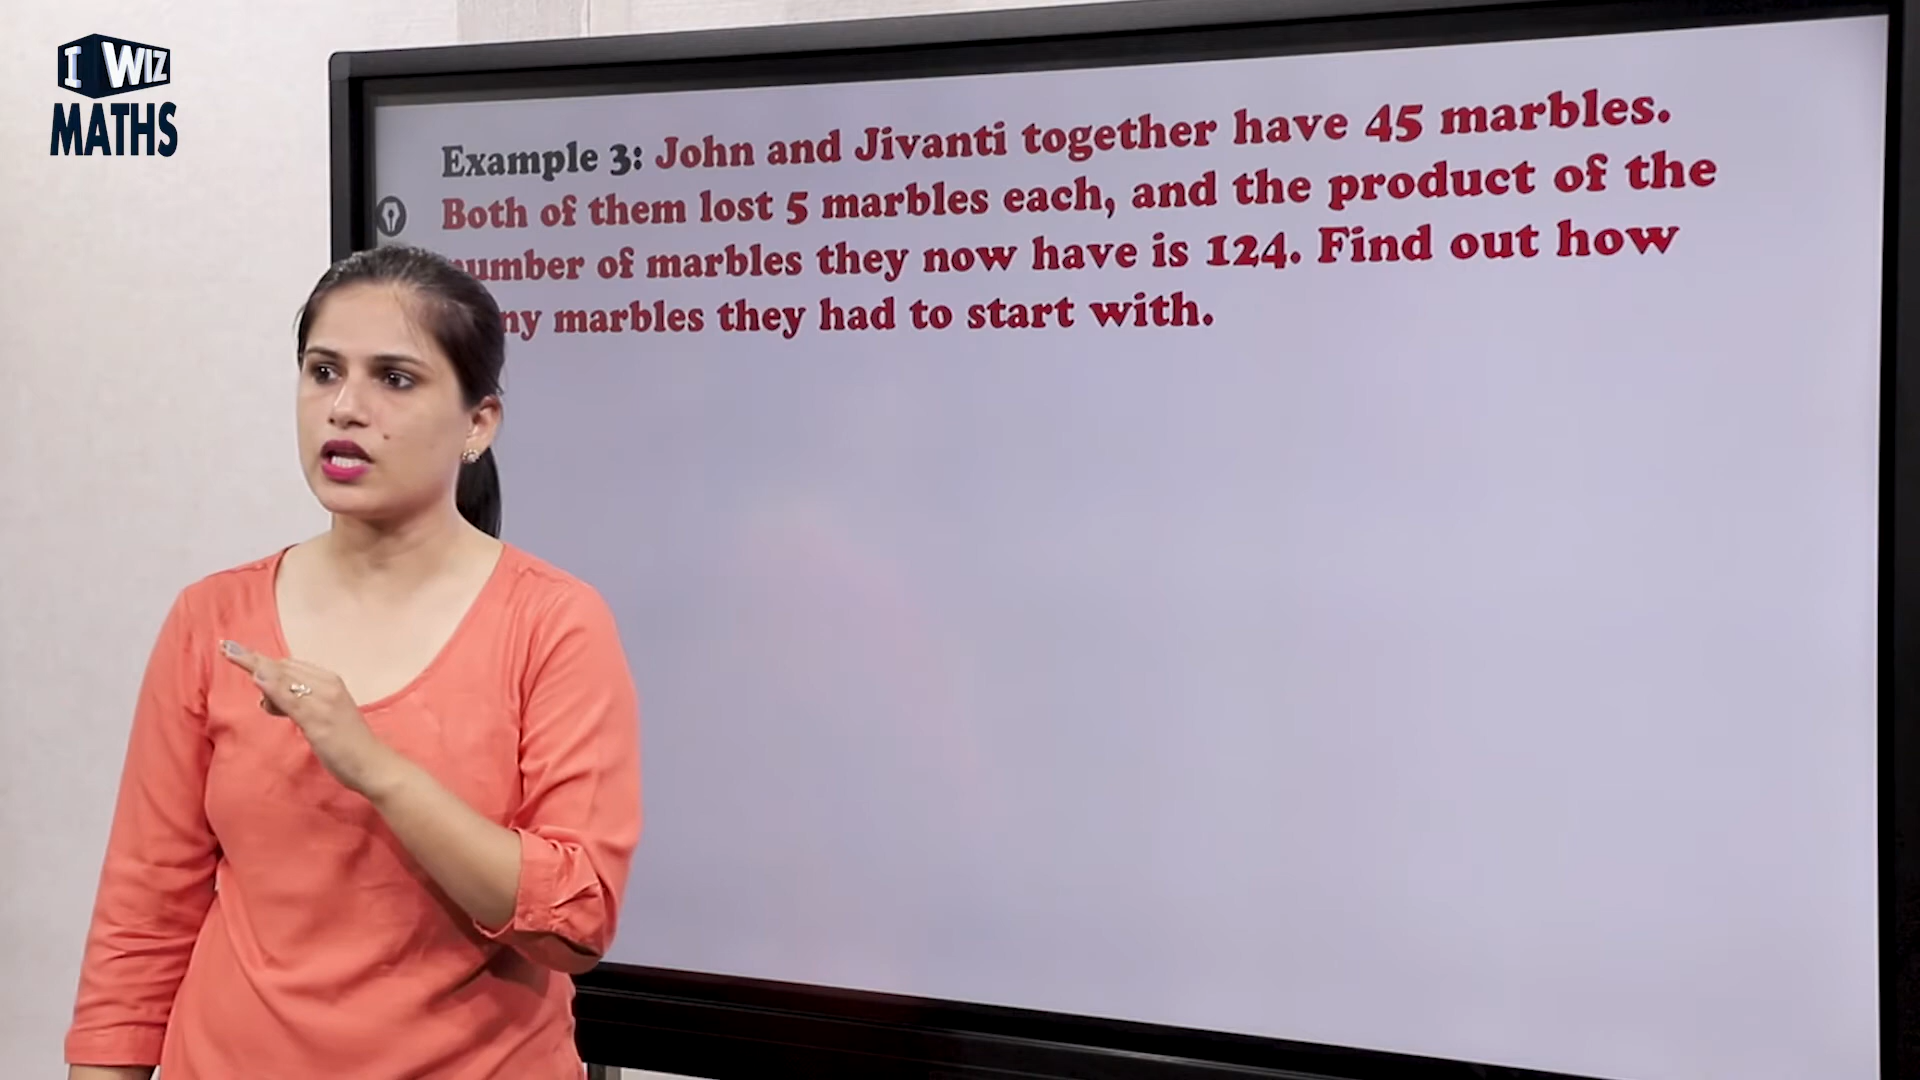 I WIZ
MATHS
Example 3: John and Jivanti together have 45 marbles.
Both of them lost 5 marbles each, and the product of the
of marbles they now have is 124. Find out how
marbles they had to start with.